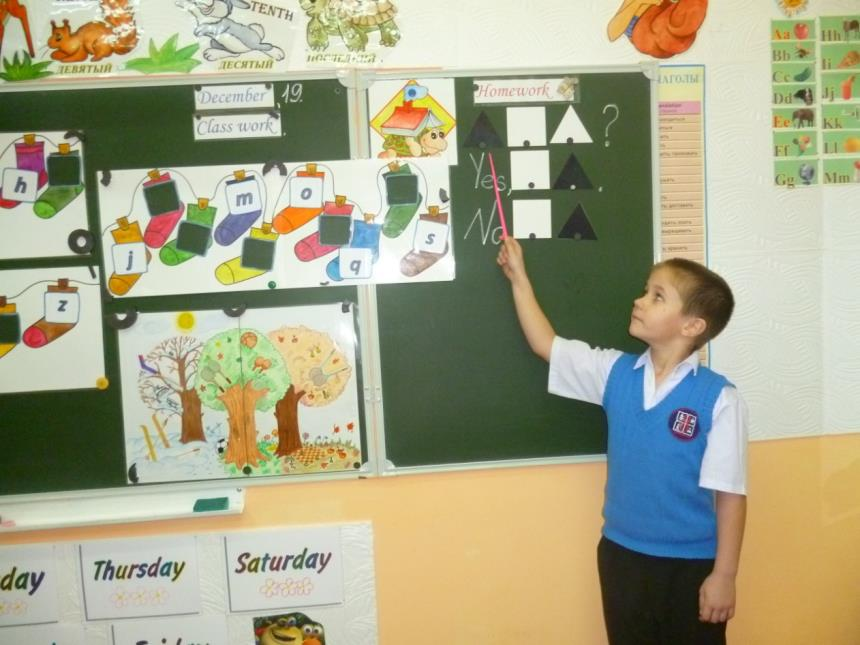 TENTH
ДЕВЯТЫЙ
ДЕСЯТЫЙ
ПОСЛЕДНИЙ
December 19.
Class work.
Homework
?
Yes, .
No
h
m
o
j
q
s
z
Thursday
Saturday
Aa
Bb
Cc
Dd
Ee
Ff
Gg
Hh
Ii
Jj
Kk
Ll
Mm